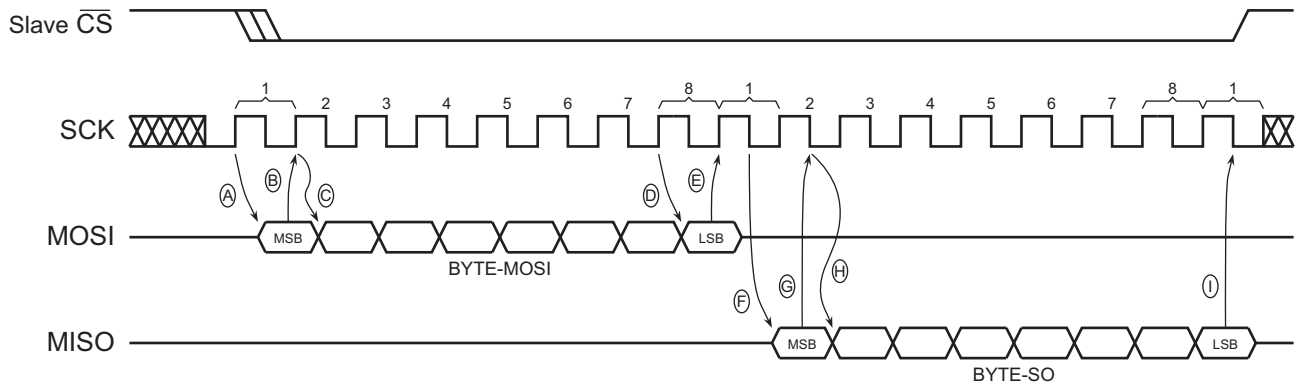 Slave CS
1 2 3 4 5 6 7 8 1 2 3 4 5 6 7 8 1
SCK
A B C D E
MOSI MSB LSB
BYTE-MOSI
F G H I
MISO MSB LSB
BYTE-SO